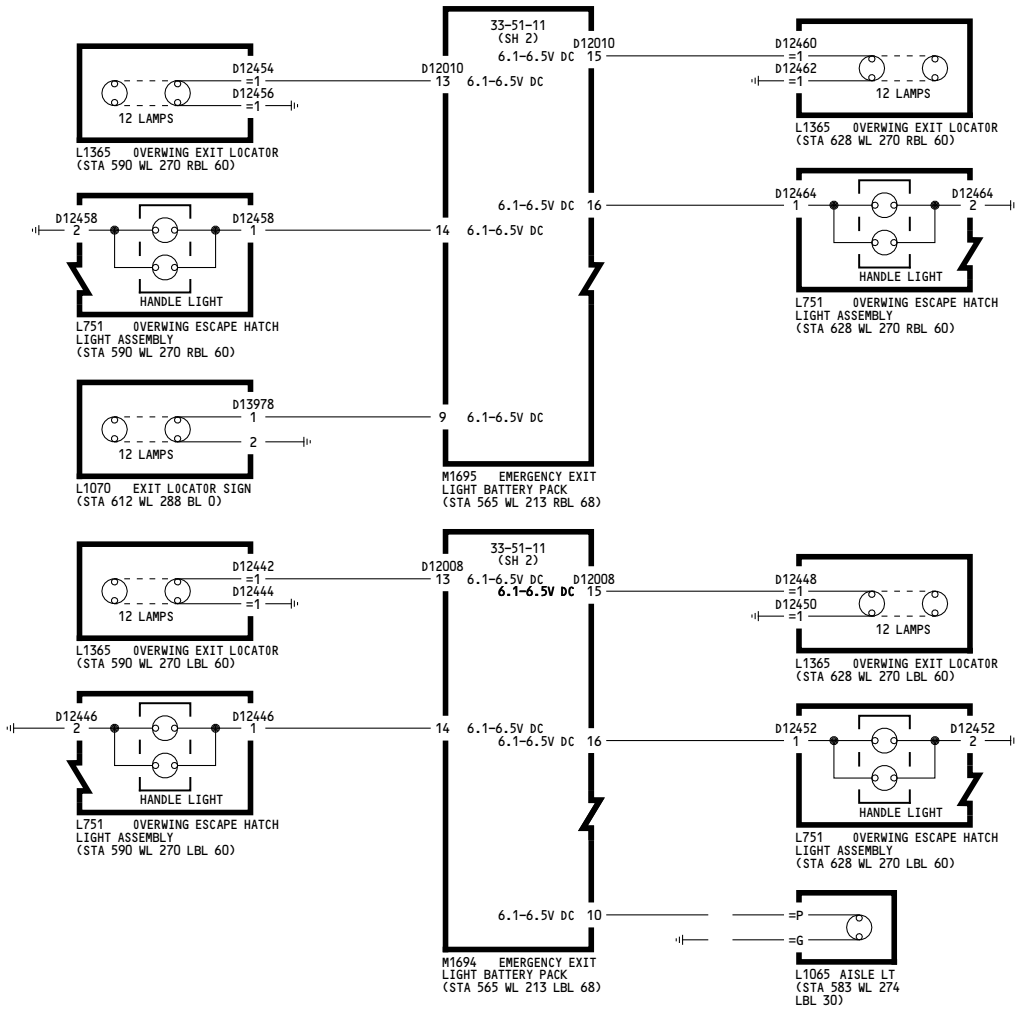 33-51-11
(SH 2)
D12010
6.1-6.5V DC 15
D12460
=1
D12462
=1
12 LAMPS
L1365 OVERWING EXIT LOCATOR
(STA 628 WL 270 RBL 60)
D12454
=1
D12456
=1
12 LAMPS
L1365 OVERWING EXIT LOCATOR
(STA 590 WL 270 RBL 60)
D12010
13 6.1-6.5V DC
6.1-6.5V DC 16
D12464
1
D12464
2
HANDLE LIGHT
L751 OVERWING ESCAPE HATCH
LIGHT ASSEMBLY
(STA 628 WL 270 RBL 60)
D12458
2
D12458
1
HANDLE LIGHT
L751 OVERWING ESCAPE HATCH
LIGHT ASSEMBLY
(STA 590 WL 270 RBL 60)
14 6.1-6.5V DC
D13978
1
2
12 LAMPS
L1070 EXIT LOCATOR SIGN
(STA 612 WL 288 BL 0)
9 6.1-6.5V DC
M1695 EMERGENCY EXIT
LIGHT BATTERY PACK
(STA 565 WL 213 RBL 68)
33-51-11
(SH 2)
D12442
=1
D12444
=1
12 LAMPS
L1365 OVERWING EXIT LOCATOR
(STA 590 WL 270 LBL 60)
D12008
13 6.1-6.5V DC
D12008
6.1-6.5V DC 15
D12448
=1
D12450
=1
12 LAMPS
L1365 OVERWING EXIT LOCATOR
(STA 628 WL 270 LBL 60)
D12446
2
D12446
1
HANDLE LIGHT
L751 OVERWING ESCAPE HATCH
LIGHT ASSEMBLY
(STA 590 WL 270 LBL 60)
14 6.1-6.5V DC
6.1-6.5V DC 16
D12452
1
D12452
2
HANDLE LIGHT
L751 OVERWING ESCAPE HATCH
LIGHT ASSEMBLY
(STA 628 WL 270 LBL 60)
6.1-6.5V DC 10
=P
=G
M1694 EMERGENCY EXIT
LIGHT BATTERY PACK
(STA 565 WL 213 LBL 68)
L1065 AISLE LT
(STA 583 WL 274
LBL 30)